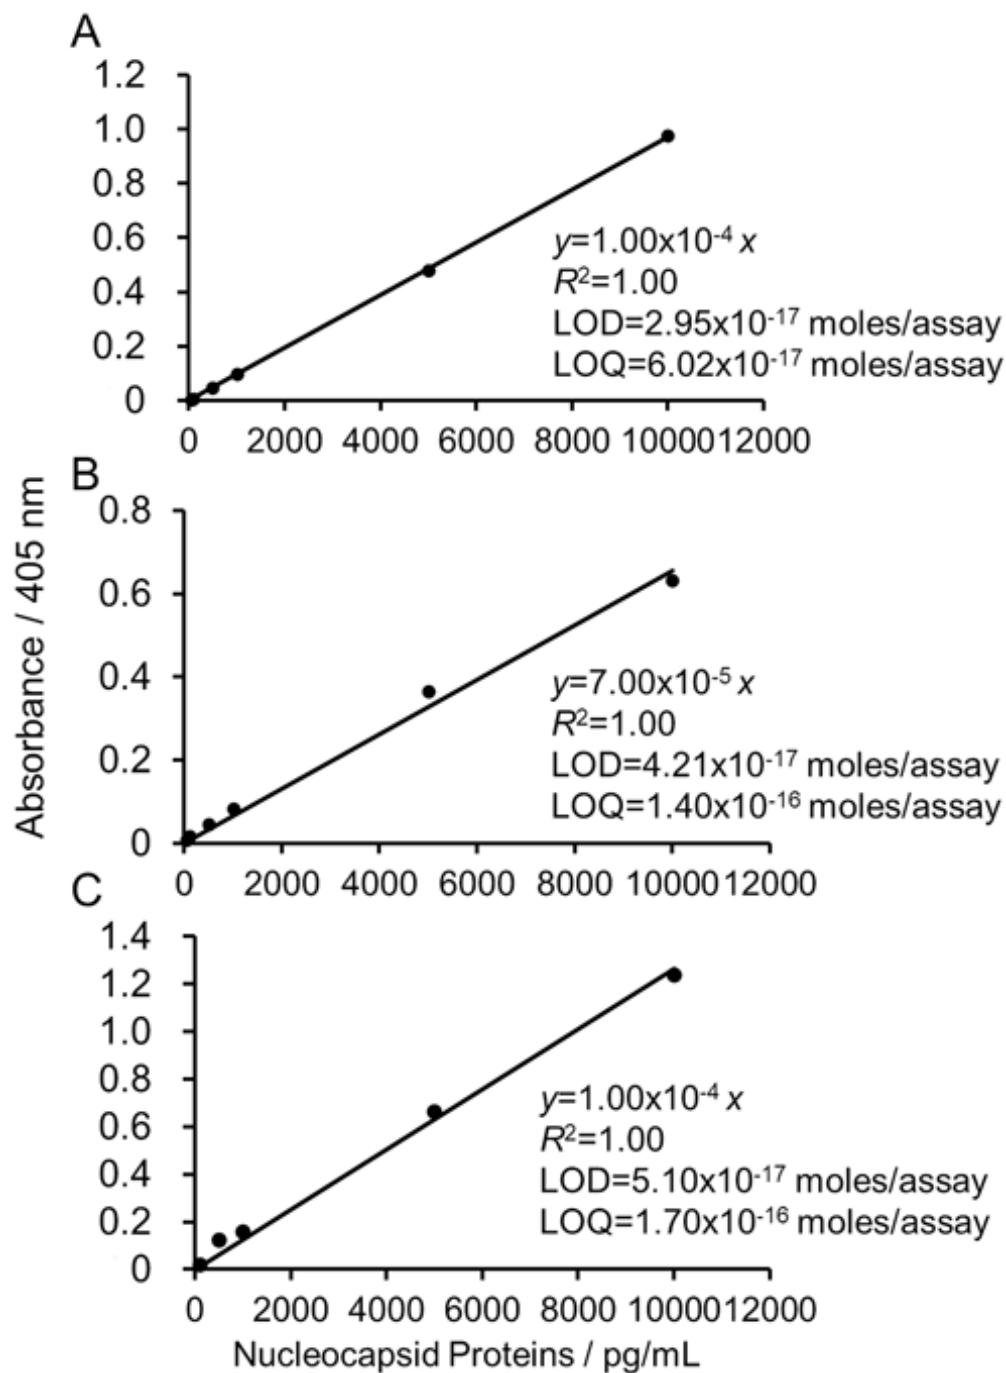 A
1.2
1.0
0.8
0.6
0.4
0.2
0
y=1.00x10⁻⁴ x
R²=1.00
LOD=2.95x10⁻¹⁷ moles/assay
LOQ=6.02x10⁻¹⁷ moles/assay
0 2000 4000 6000 8000 10000 12000
B
0.8
0.6
0.4
0.2
0
y=7.00x10⁻⁵ x
R²=1.00
LOD=4.21x10⁻¹⁷ moles/assay
LOQ=1.40x10⁻¹⁶ moles/assay
0 2000 4000 6000 8000 10000 12000
Absorbance / 405 nm
C
1.4
1.2
1.0
0.8
0.6
0.4
0.2
0
y=1.00x10⁻⁴ x
R²=1.00
LOD=5.10x10⁻¹⁷ moles/assay
LOQ=1.70x10⁻¹⁶ moles/assay
0 2000 4000 6000 8000 10000 12000
Nucleocapsid Proteins / pg/mL